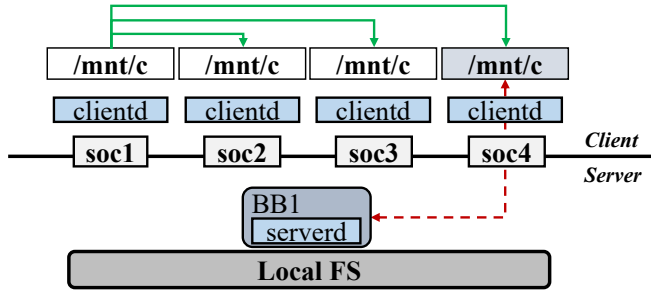 /mnt/c /mnt/c /mnt/c /mnt/c
clientd clientd clientd clientd
soc1 soc2 soc3 soc4 Client
Server
BB1
serverd
Local FS